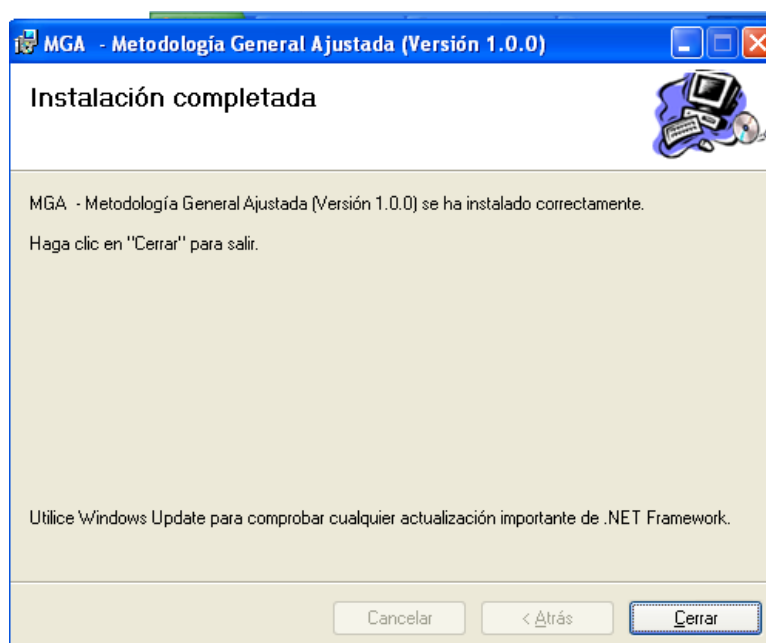 MGA - Metodología General Ajustada (Versión 1.0.0)
Instalación completada
MGA - Metodología General Ajustada (Versión 1.0.0) se ha instalado correctamente.
Haga clic en "Cerrar" para salir.
Utilice Windows Update para comprobar cualquier actualización importante de .NET Framework.
Cancelar
< Atrás
Cerrar